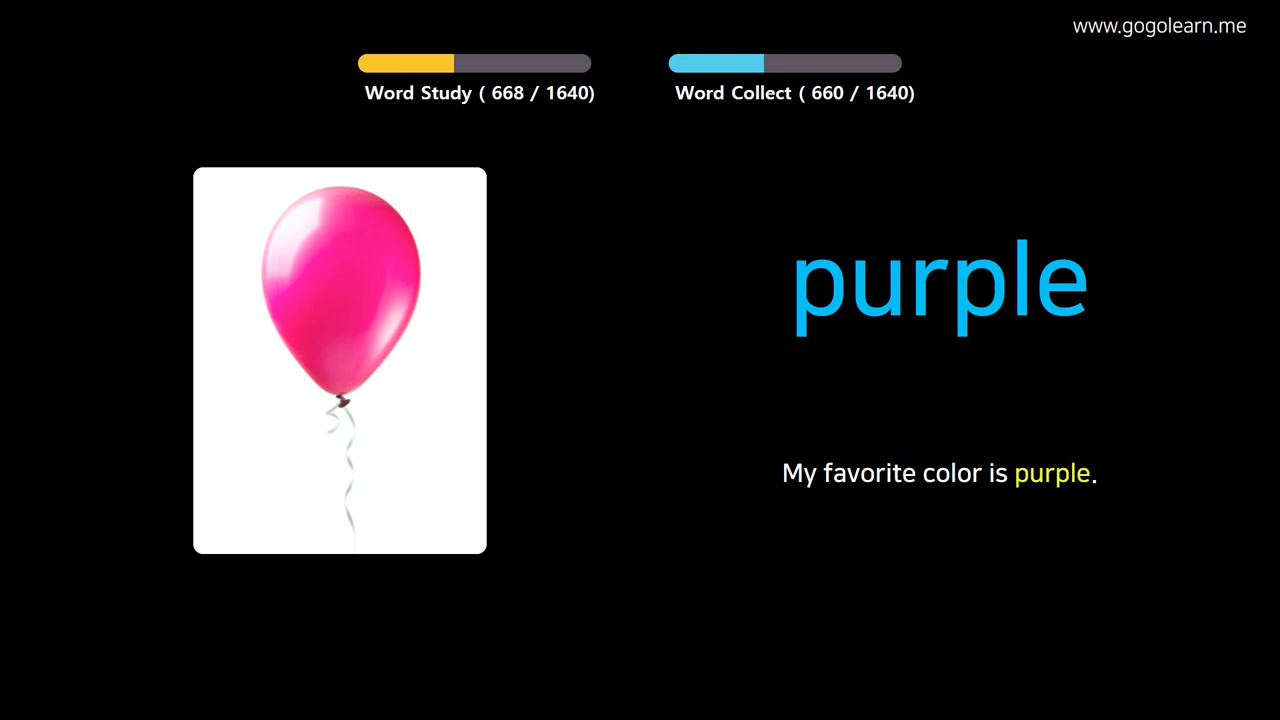 www.gogolearn.me
Word Study ( 668 / 1640)
Word Collect ( 660 / 1640)
purple
My favorite color is purple.